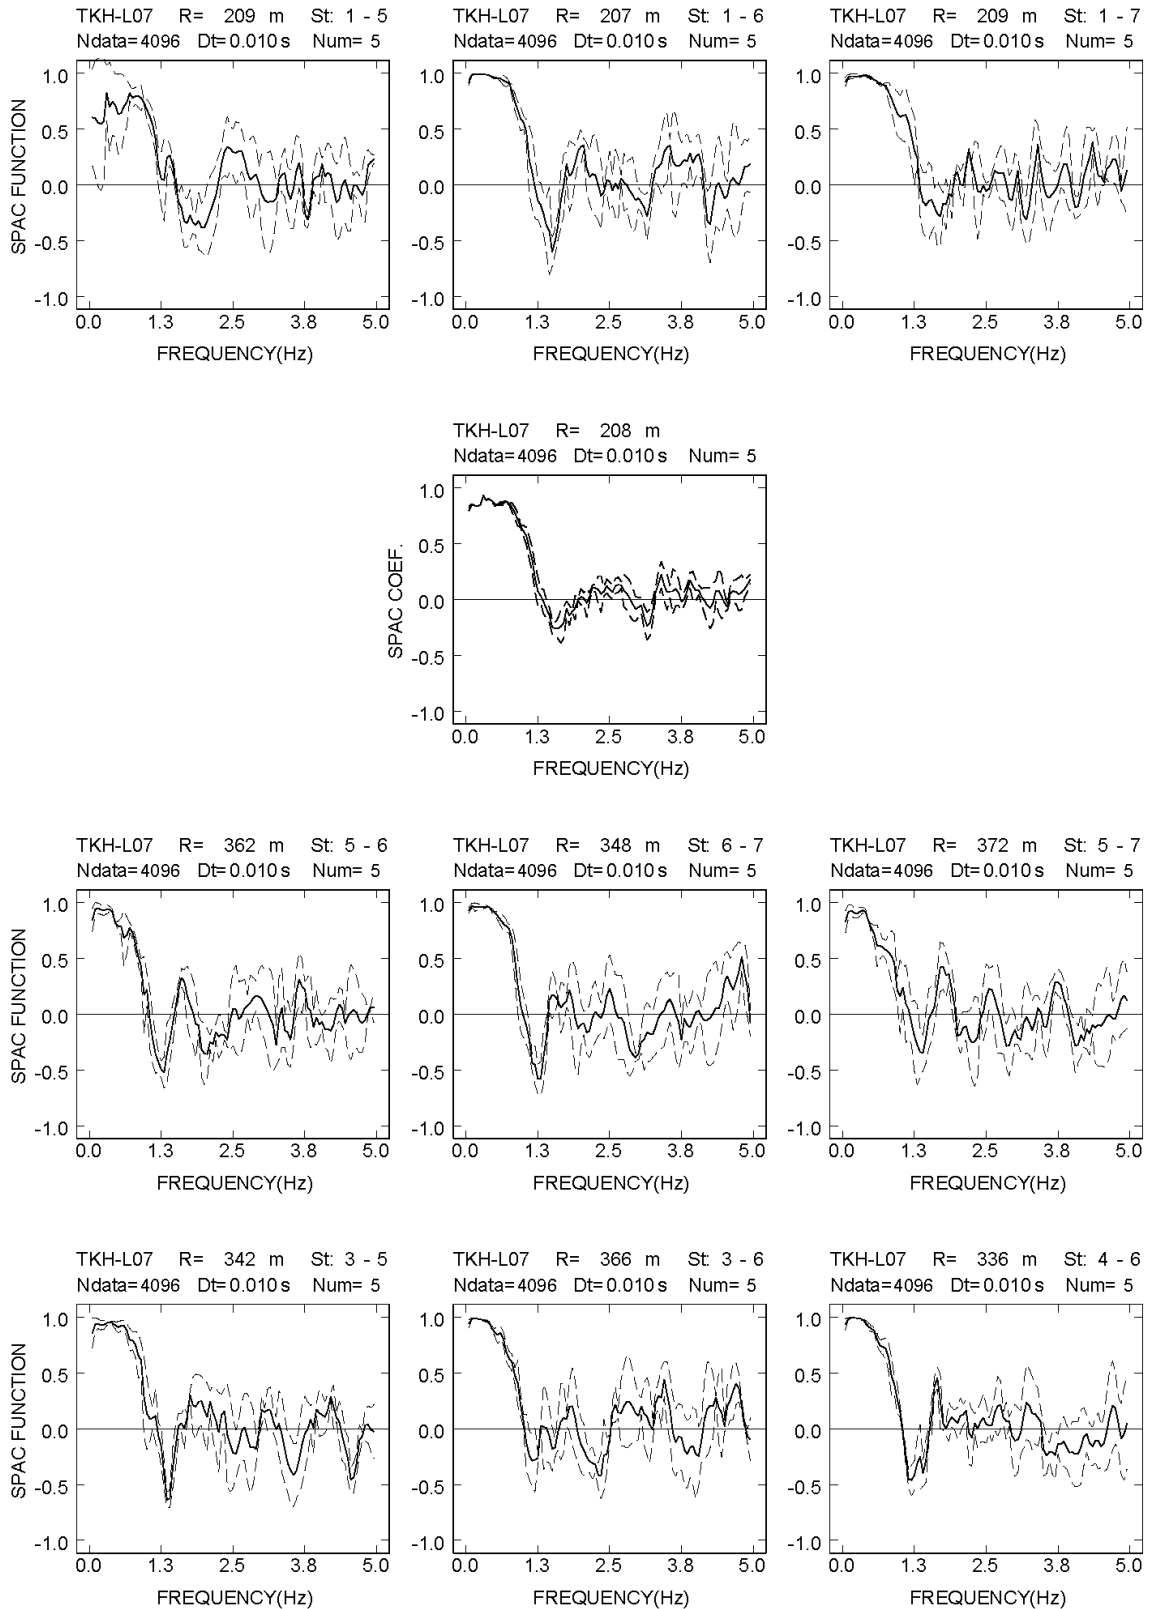 TKH-L07 R= 209 m St: 1 - 5
Ndata=4096 Dt=0.010 s Num= 5
SPAC FUNCTION
1.0
0.5
0.0
-0.5
-1.0
0.0 1.3 2.5 3.8 5.0
FREQUENCY(Hz)
TKH-L07 R= 207 m St: 1 - 6
Ndata=4096 Dt=0.010 s Num= 5
1.0
0.5
0.0
-0.5
-1.0
0.0 1.3 2.5 3.8 5.0
FREQUENCY(Hz)
TKH-L07 R= 209 m St: 1 - 7
Ndata=4096 Dt=0.010 s Num= 5
1.0
0.5
0.0
-0.5
-1.0
0.0 1.3 2.5 3.8 5.0
FREQUENCY(Hz)
TKH-L07 R= 208 m
Ndata=4096 Dt=0.010 s Num= 5
SPAC COEF.
1.0
0.5
0.0
-0.5
-1.0
0.0 1.3 2.5 3.8 5.0
FREQUENCY(Hz)
TKH-L07 R= 362 m St: 5 - 6
Ndata=4096 Dt=0.010 s Num= 5
SPAC FUNCTION
1.0
0.5
0.0
-0.5
-1.0
0.0 1.3 2.5 3.8 5.0
FREQUENCY(Hz)
TKH-L07 R= 348 m St: 6 - 7
Ndata=4096 Dt=0.010 s Num= 5
1.0
0.5
0.0
-0.5
-1.0
0.0 1.3 2.5 3.8 5.0
FREQUENCY(Hz)
TKH-L07 R= 372 m St: 5 - 7
Ndata=4096 Dt=0.010 s Num= 5
1.0
0.5
0.0
-0.5
-1.0
0.0 1.3 2.5 3.8 5.0
FREQUENCY(Hz)
TKH-L07 R= 342 m St: 3 - 5
Ndata=4096 Dt=0.010 s Num= 5
SPAC FUNCTION
1.0
0.5
0.0
-0.5
-1.0
0.0 1.3 2.5 3.8 5.0
FREQUENCY(Hz)
TKH-L07 R= 366 m St: 3 - 6
Ndata=4096 Dt=0.010 s Num= 5
1.0
0.5
0.0
-0.5
-1.0
0.0 1.3 2.5 3.8 5.0
FREQUENCY(Hz)
TKH-L07 R= 336 m St: 4 - 6
Ndata=4096 Dt=0.010 s Num= 5
1.0
0.5
0.0
-0.5
-1.0
0.0 1.3 2.5 3.8 5.0
FREQUENCY(Hz)